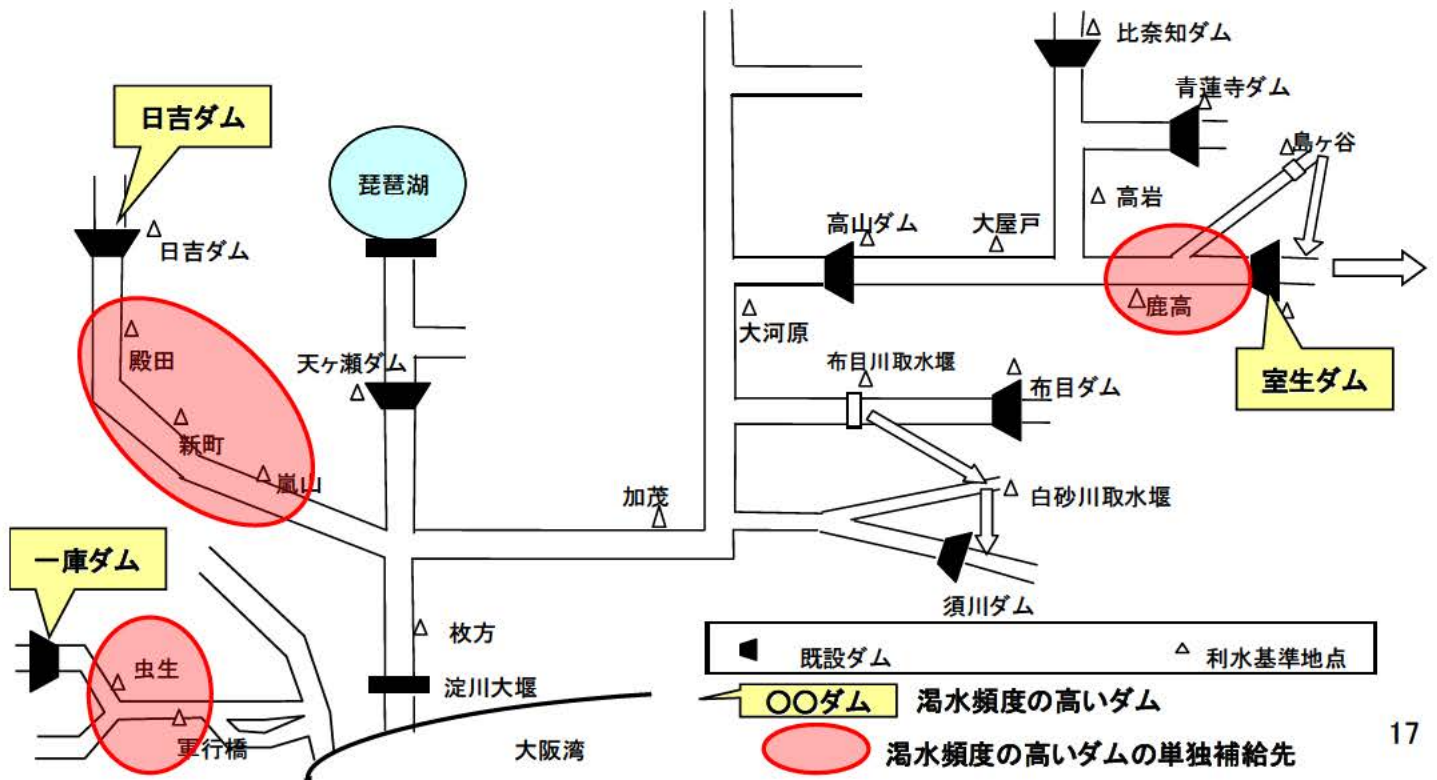 比奈知ダム
青蓮寺ダム
島ヶ谷
日吉ダム
琵琶湖
高岩
高山ダム
大屋戸
日吉ダム
鹿高
大河原
殿田
天ヶ瀬ダム
布目川取水堰
布目ダム
室生ダム
新町
嵐山
加茂
白砂川取水堰
一庫ダム
須川ダム
枚方
虫生
既設ダム
利水基準地点
淀川大堰
〇〇ダム
渇水頻度の高いダム
軍行橋
大阪湾
渇水頻度の高いダムの単独補給先
17